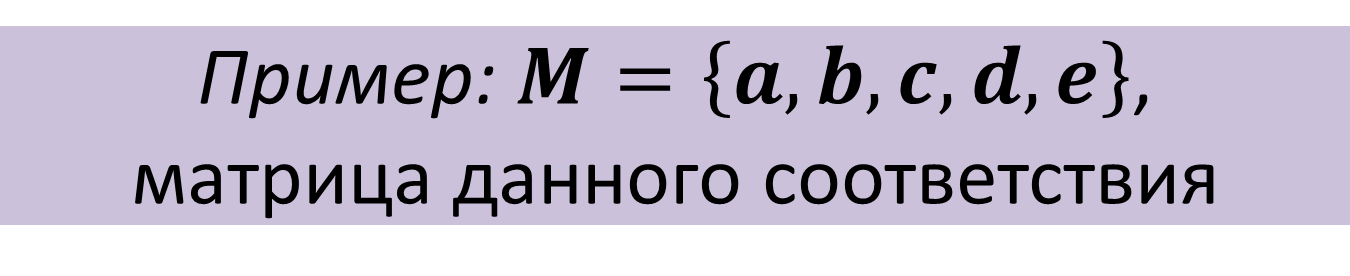 Пример: M = {a, b, c, d, e},
матрица данного соответствия